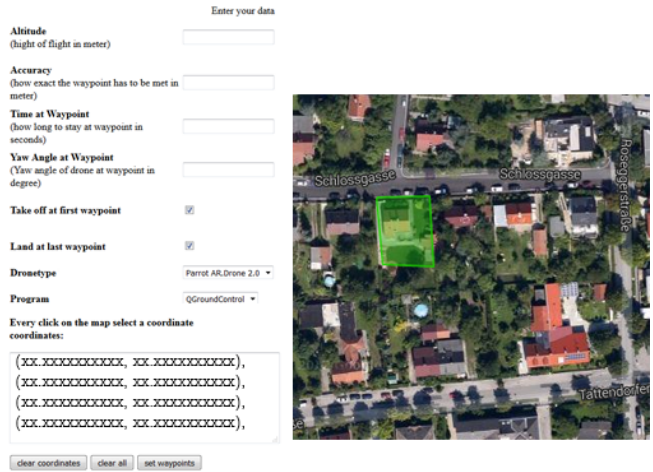 Enter your data
Altitude
(hight of flight in meter)
Accuracy
(how exact the waypoint has to be met in
meter)
Time at Waypoint
(how long to stay at waypoint in
seconds)
Yaw Angle at Waypoint
(Yaw angle of drone at waypoint in
degree)
Take off at first waypoint
Land at last waypoint
Dronetype Parrot AR.Drone 2.0
Program QGroundControl
Every click on the map select a coordinate
coordinates:
(xx.xxxxxxxxxx, xx.xxxxxxxxxx),
(xx.xxxxxxxxxx, xx.xxxxxxxxxx),
(xx.xxxxxxxxxx, xx.xxxxxxxxxx),
(xx.xxxxxxxxxx, xx.xxxxxxxxxx),
clear coordinates clear all set waypoints
Schlossgasse
Schlossgasse
Roseggerstraße
Tattendorfer
se